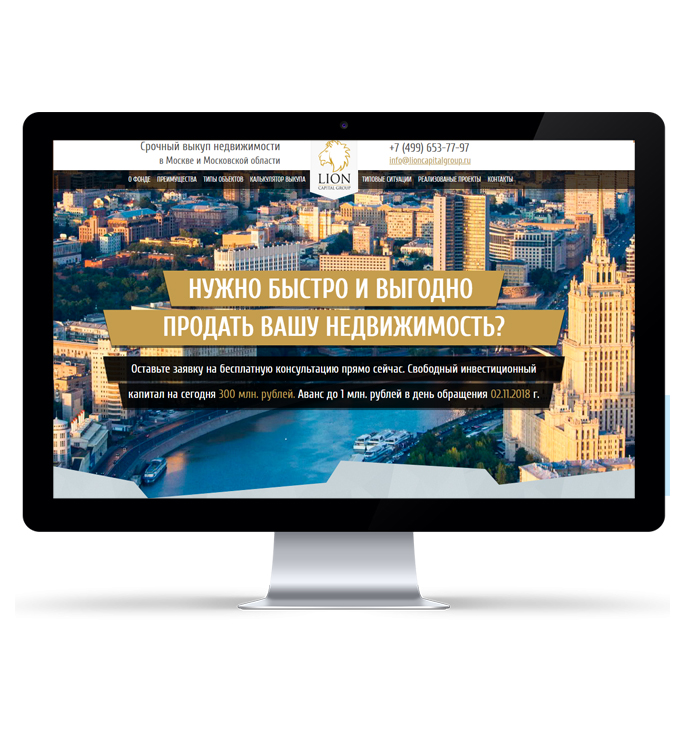 Срочный выкуп недвижимости
в Москве и Московской области
LION
CAPITAL GROUP
+7 (499) 653-77-97
info@lioncapitalgroup.ru
О ФОНДЕ ПРЕИМУЩЕСТВА ТИПЫ ОБЪЕКТОВ КАЛЬКУЛЯТОР ВЫКУПА ТИПОВЫЕ СИТУАЦИИ РЕАЛИЗОВАНЫЕ ПРОЕКТЫ КОНТАКТЫ
НУЖНО БЫСТРО И ВЫГОДНО
ПРОДАТЬ ВАШУ НЕДВИЖИМОСТЬ?
Оставьте заявку на бесплатную консультацию прямо сейчас. Свободный инвестиционный
капитал на сегодня 300 млн. рублей. Аванс до 1 млн. рублей в день обращения 02.11.2018 г.